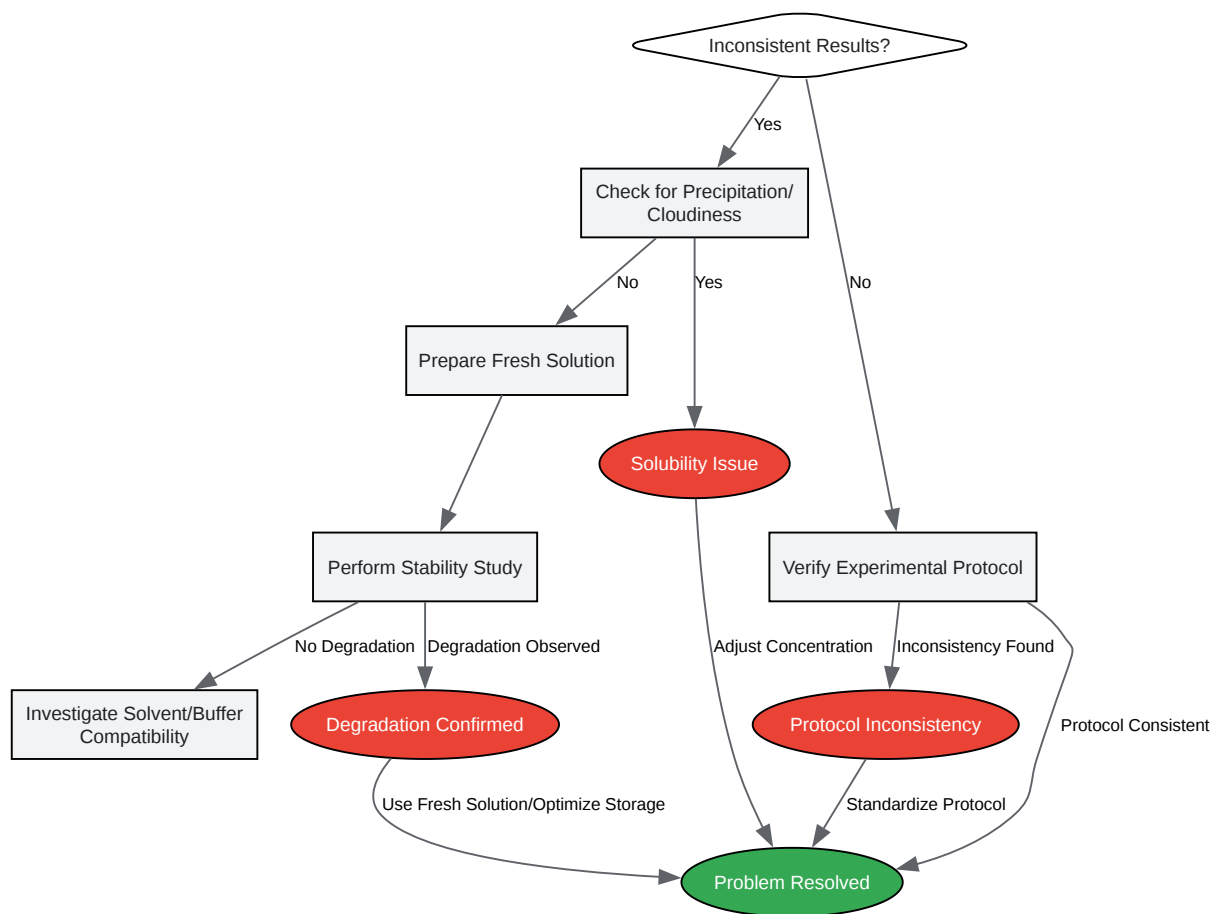 Inconsistent Results?
Yes
Check for Precipitation/
Cloudiness
No
Yes
No
Prepare Fresh Solution
Solubility Issue
Perform Stability Study
Verify Experimental Protocol
No Degradation
Degradation Observed
Adjust Concentration
Inconsistency Found
Investigate Solvent/Buffer
Compatibility
Degradation Confirmed
Protocol Inconsistency
Protocol Consistent
Use Fresh Solution/Optimize Storage
Standardize Protocol
Problem Resolved